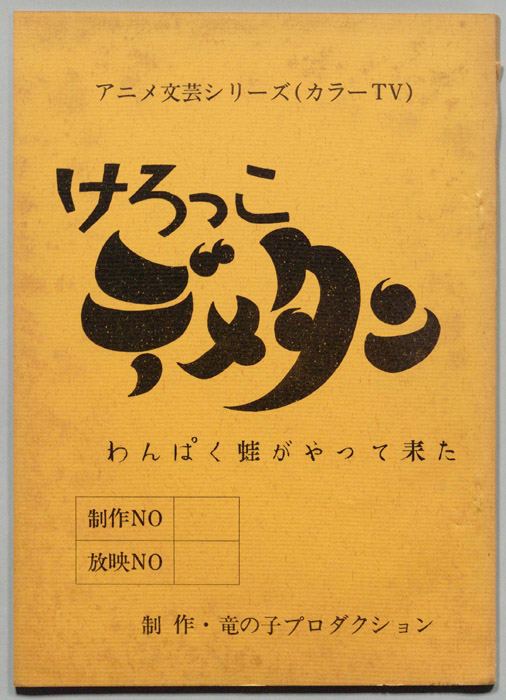 アニメ文芸シリーズ(カラーTV)
けろっこ
デメタン
わんぱく蛙がやって来た
制作NO
放映NO
制作・竜の子プロダクション